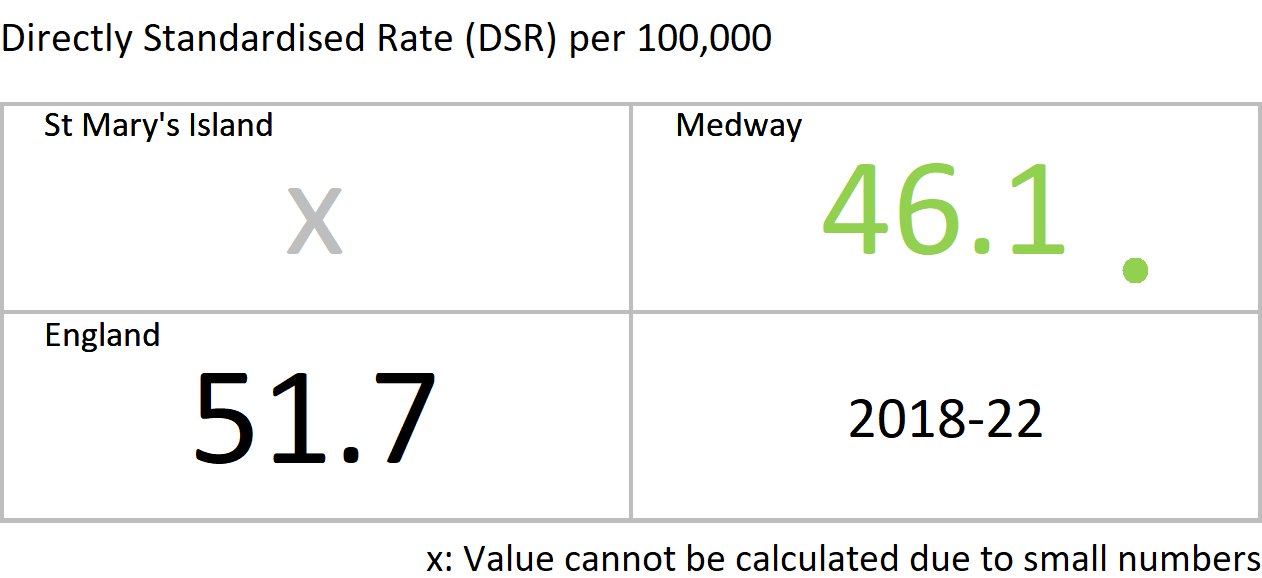 Directly Standardised Rate (DSR) per 100,000
St Mary's Island
x
Medway
46.1
England
51.7
2018-22
x: Value cannot be calculated due to small numbers